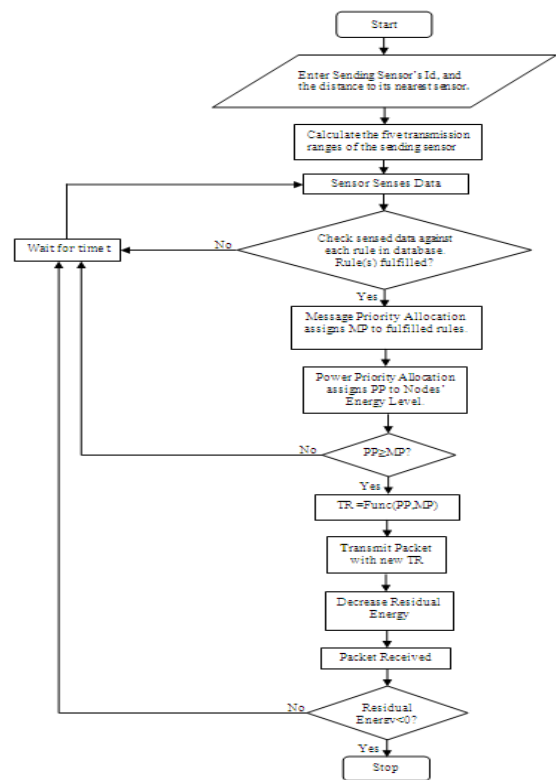 Start
Enter Sending Sensor's Id, and
the distance to its nearest sensor.
Calculate the five transmission
ranges of the sending sensor
Sensor Senses Data
Wait for time t
No
Check sensed data against
each rule in database.
Rule(s) fulfilled?
Yes
Message Priority Allocation
assigns MP to fulfilled rules.
Power Priority Allocation
assigns PP to Nodes'
Energy Level.
No
PP≥MP?
Yes
TR =Func(PP,MP)
Transmit Packet
with new TR
Decrease Residual
Energy
Packet Received
No
Residual
Energy<0?
Yes
Stop